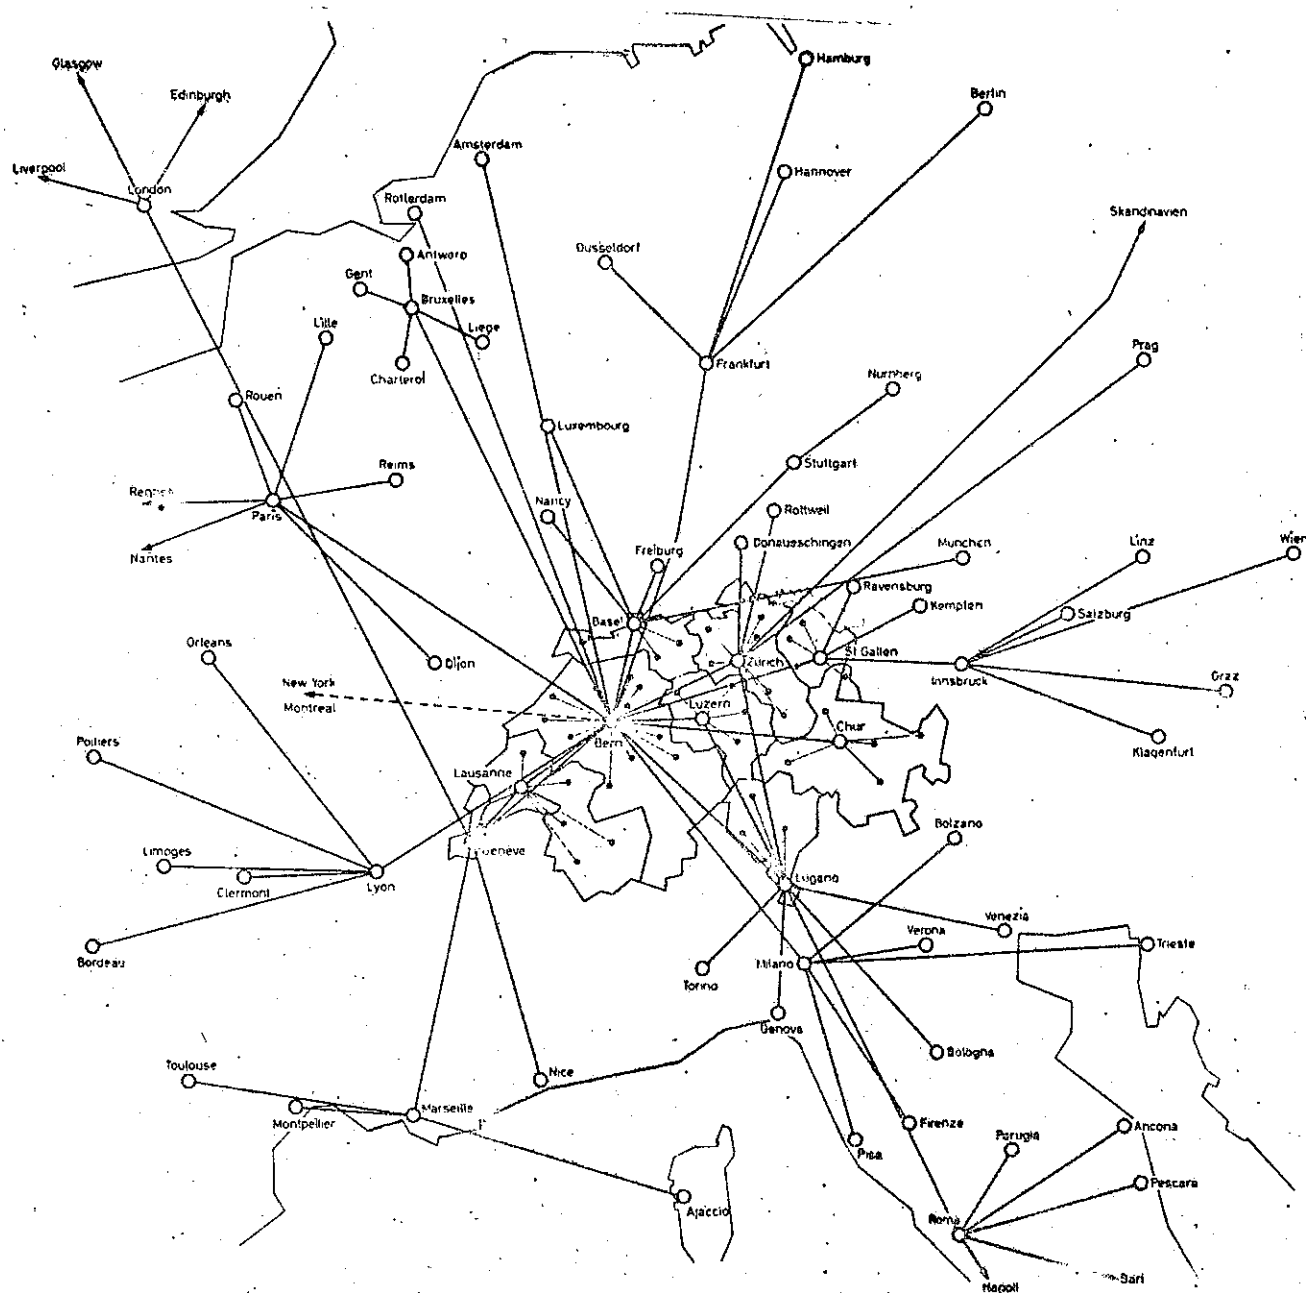 Hamburg
Glasgow
Edinburgh
Berlin
Amsterdam
Liverpool
Hannover
London
Rotterdam
Skandinavien
Dusseldorf
Antwerp
Gent
Bruxelles
Lille
Liege
Prag
Frankfurt
Charleroi
Nurnberg
Rouen
Luxembourg
Stuttgart
Reims
Nancy
Rottweil
Paris
Wien
Linz
Donaueschingen
Munchen
Freiburg
Nantes
Ravensburg
Kempten
Salzburg
Basel
Orleans
St Gallen
Dijon
Zürich
Innsbruck
Graz
New York
Montreal
Luzern
Chur
Bern
Poitiers
Klagenfurt
Lausanne
Bolzano
Genève
Limoges
Lyon
Clermont
Lugano
Venezia
Verona
Trieste
Bordeau
Milano
Torino
Genova
Bologna
Toulouse
Nice
Marseille
Montpellier
Firenze
Ancona
Perugia
Pisa
Pescara
Ajaccio
Roma
Bari
Napoli